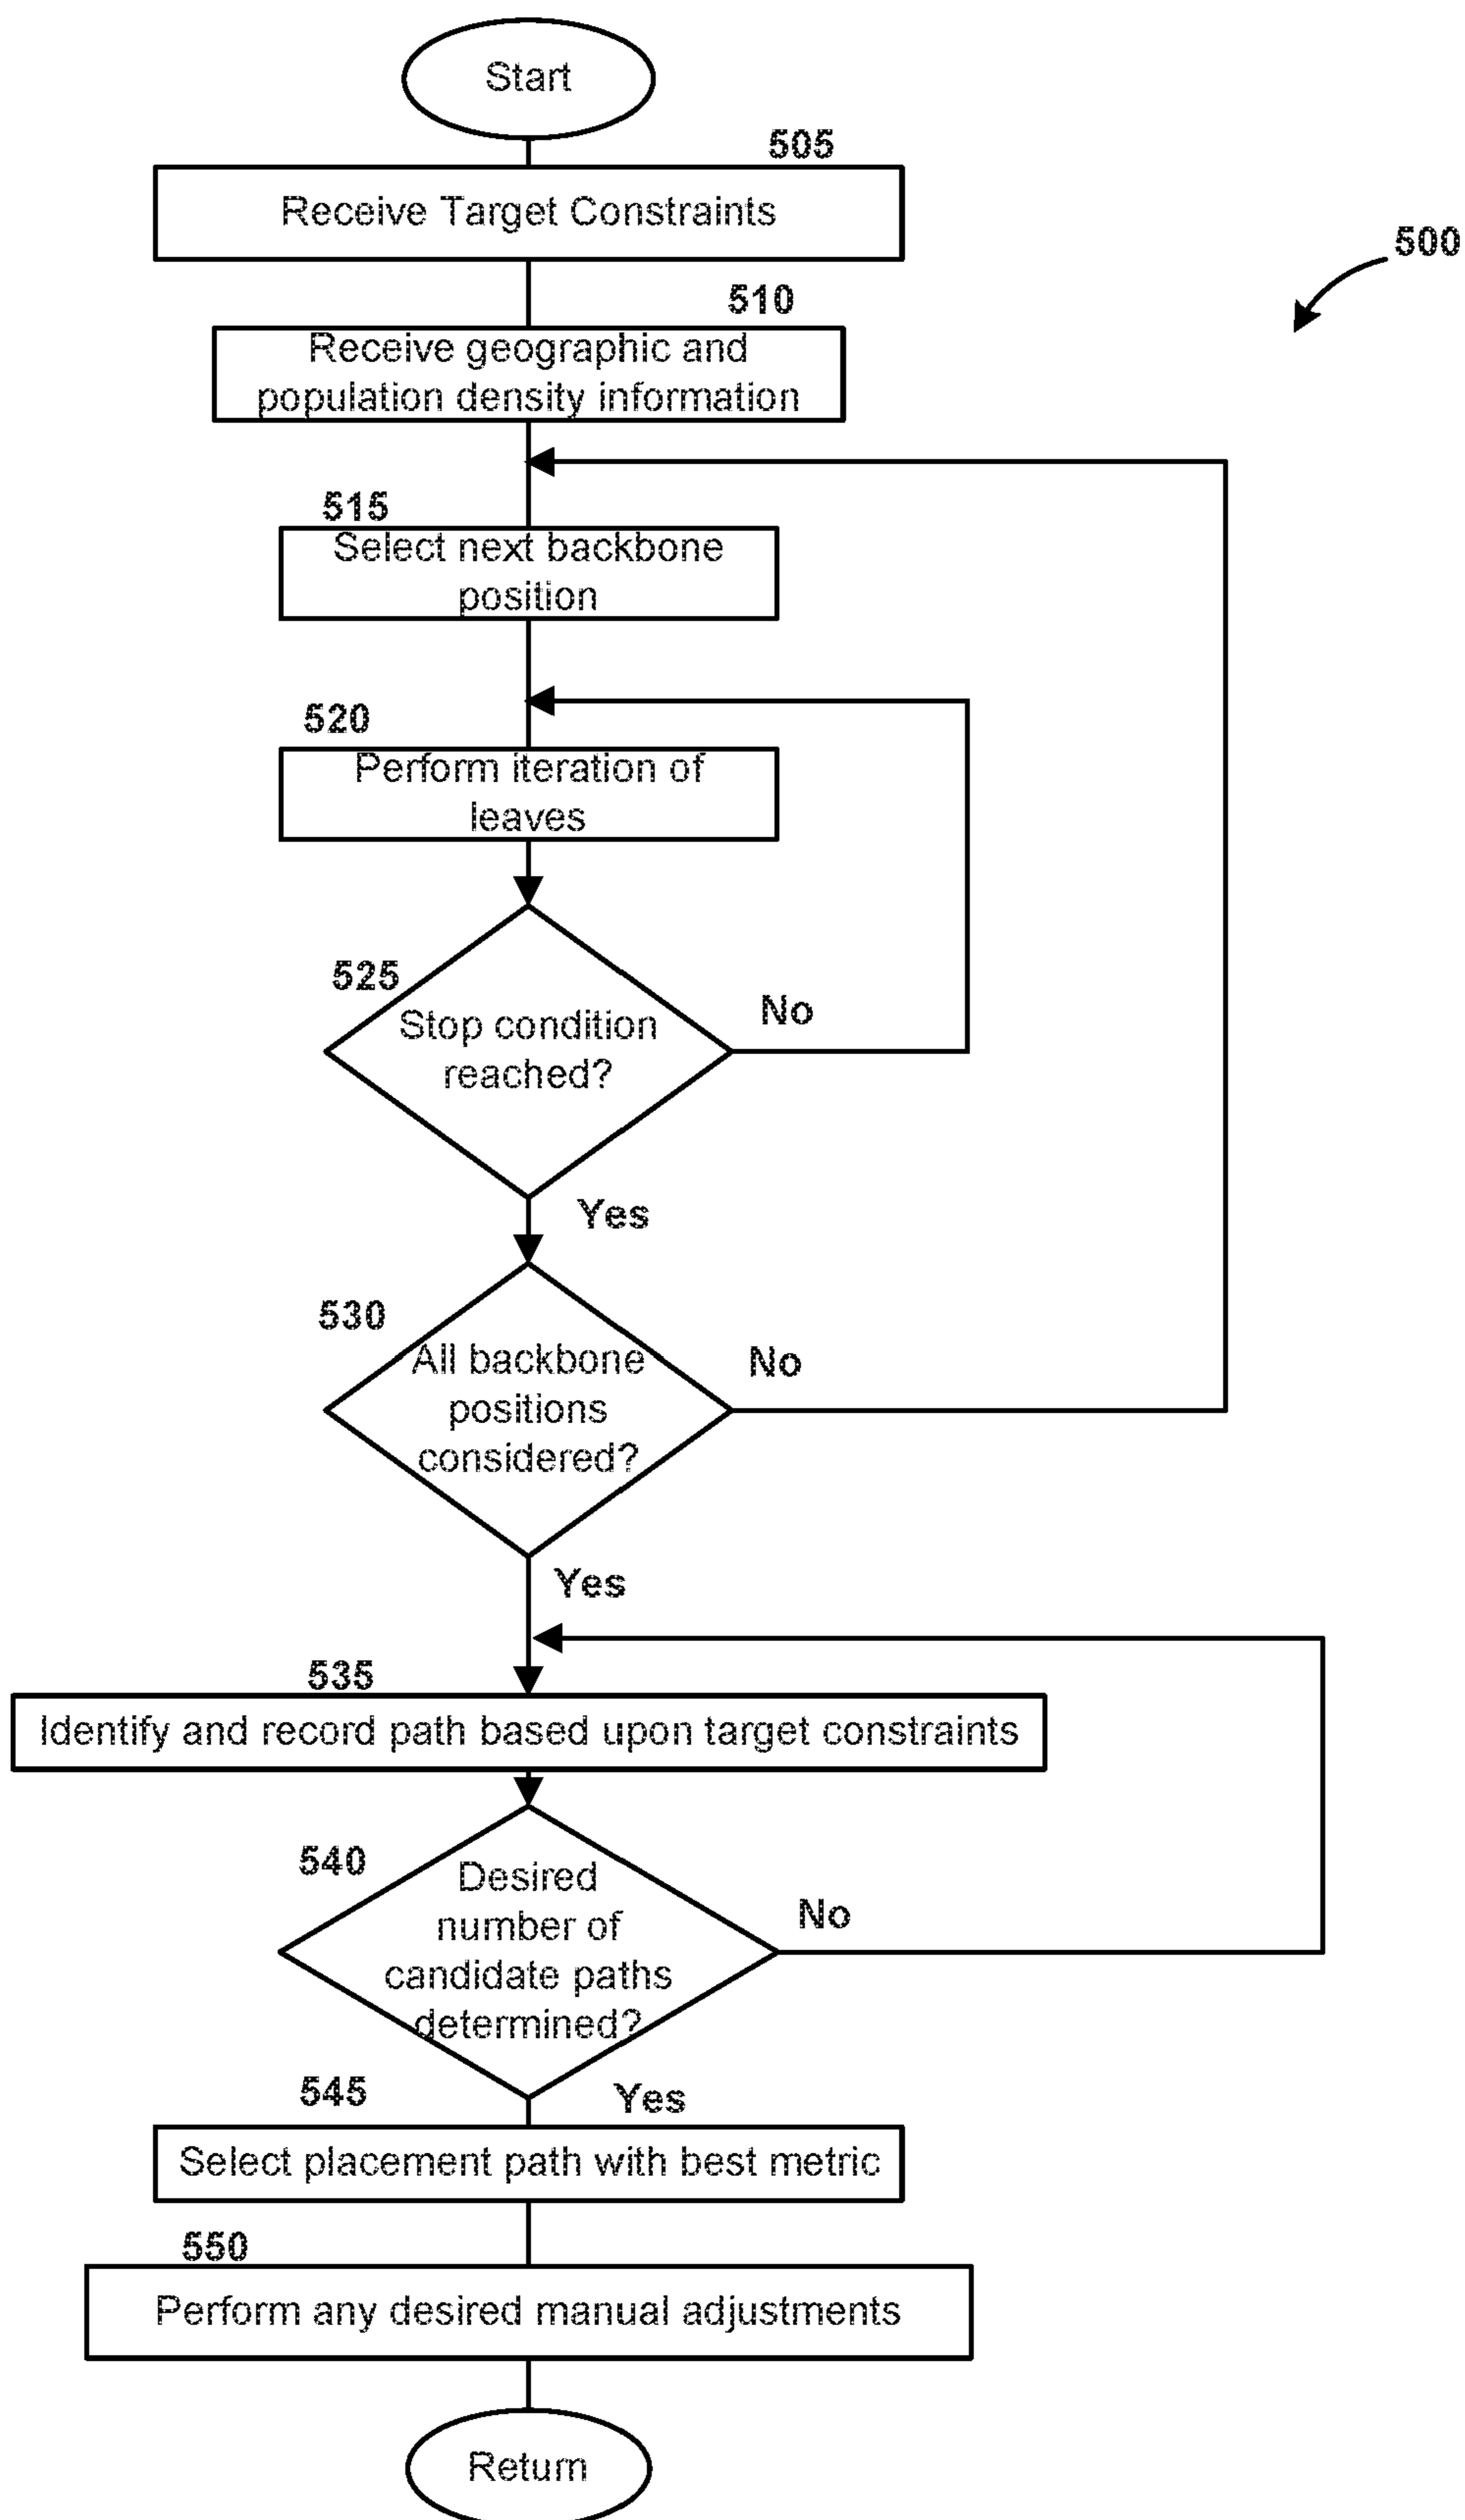 Start
505
Receive Target Constraints
500
510
Receive geographic and
population density information
515
Select next backbone
position
520
Perform iteration of
leaves
525
Stop condition
reached?
No
Yes
530
All backbone
positions
considered?
No
Yes
535
Identify and record path based upon target constraints
540
Desired
number of
candidate paths
determined?
No
545
Yes
Select placement path with best metric
550
Perform any desired manual adjustments
Return